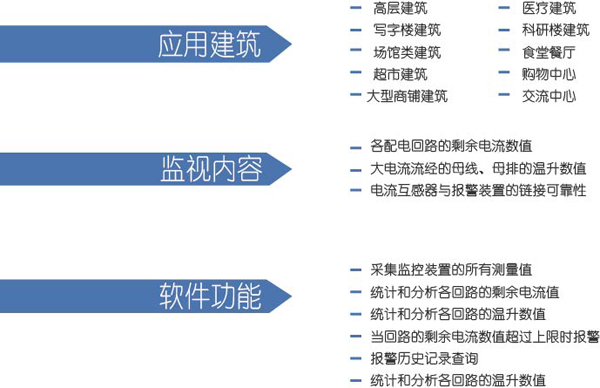 应用建筑
高层建筑
医疗建筑
写字楼建筑
科研楼建筑
场馆类建筑
食堂餐厅
超市建筑
购物中心
大型商铺建筑
交流中心
监视内容
各配电回路的剩余电流数值
大电流流经的母线、母排的温升数值
电流互感器与报警装置的链接可靠性
软件功能
采集监控装置的所有测量值
统计和分析各回路的剩余电流值
统计和分析各回路的温升数值
当回路的剩余电流数值超过上限时报警
报警历史记录查询
统计和分析各回路的温升数值